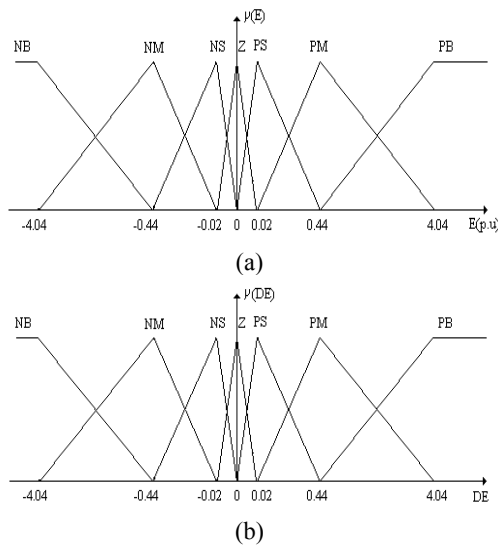 μ(E)
NB NM NS Z PS PM PB
-4.04 -0.44 -0.02 0 0.02 0.44 4.04 E(p.u)
(a)
μ(DE)
NB NM NS Z PS PM PB
-4.04 -0.44 -0.02 0 0.02 0.44 4.04 DE
(b)